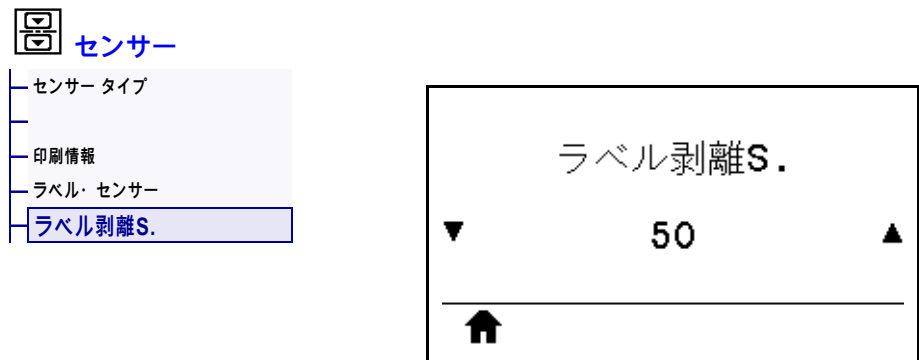 センサー
センサー タイプ
印刷情報
ラベル· センサー
ラベル剥離S.
ラベル剥離S.
▼ 50 ▲